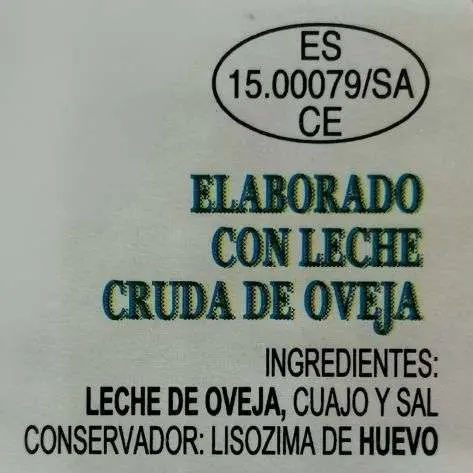 ES
15.00079/SA
CE
ELABORADO
CON LECHE
CRUDA DE OVEJA
INGREDIENTES:
LECHE DE OVEJA, CUAJO Y SAL
CONSERVADOR: LISOZIMA DE HUEVO